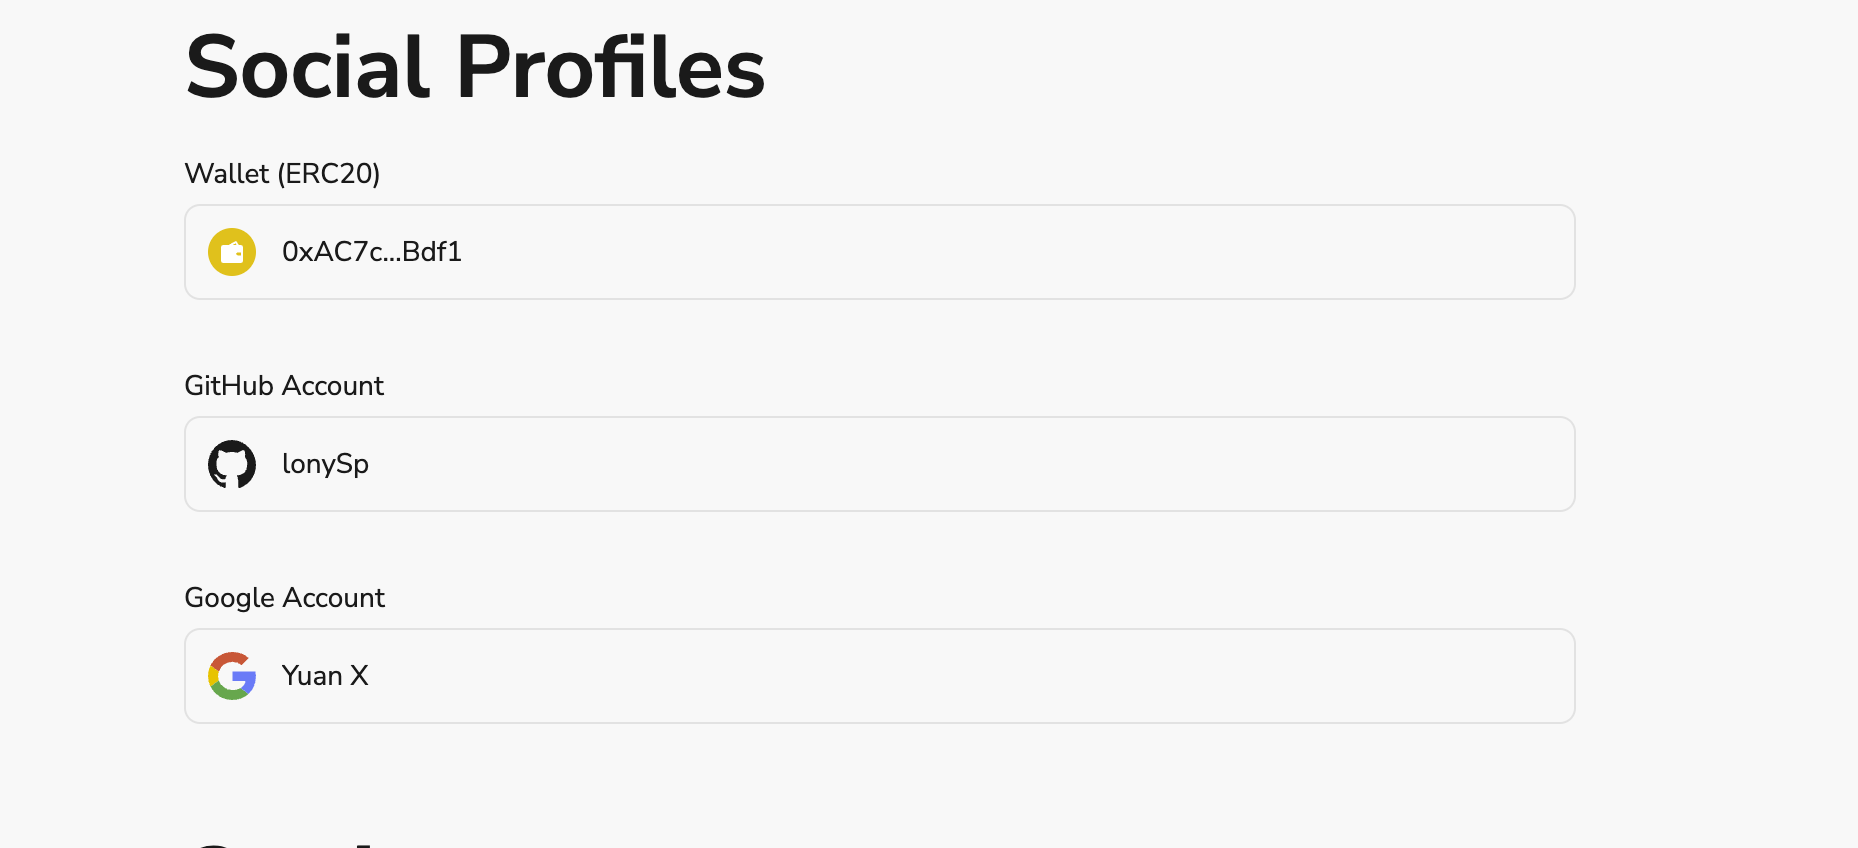 Social Profiles
Wallet (ERC20)
0xAC7c...Bdf1
GitHub Account
lonySp
Google Account
Yuan X